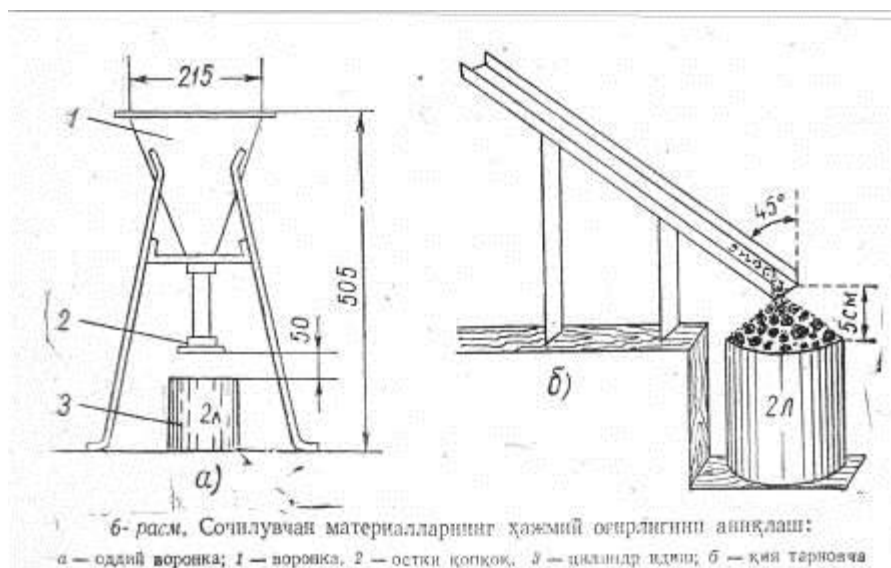 215
1
505
2
50
3
2л
а)
45°
5см
б)
2Л
6- расм. Сочилувчан материалларнинг ҳажмий оғирлигини аниқлаш:
а — оддий воронка; 1 — воронка, 2 — остки қопқоқ, 3 — цилиндр идиш; б — қия тарновча